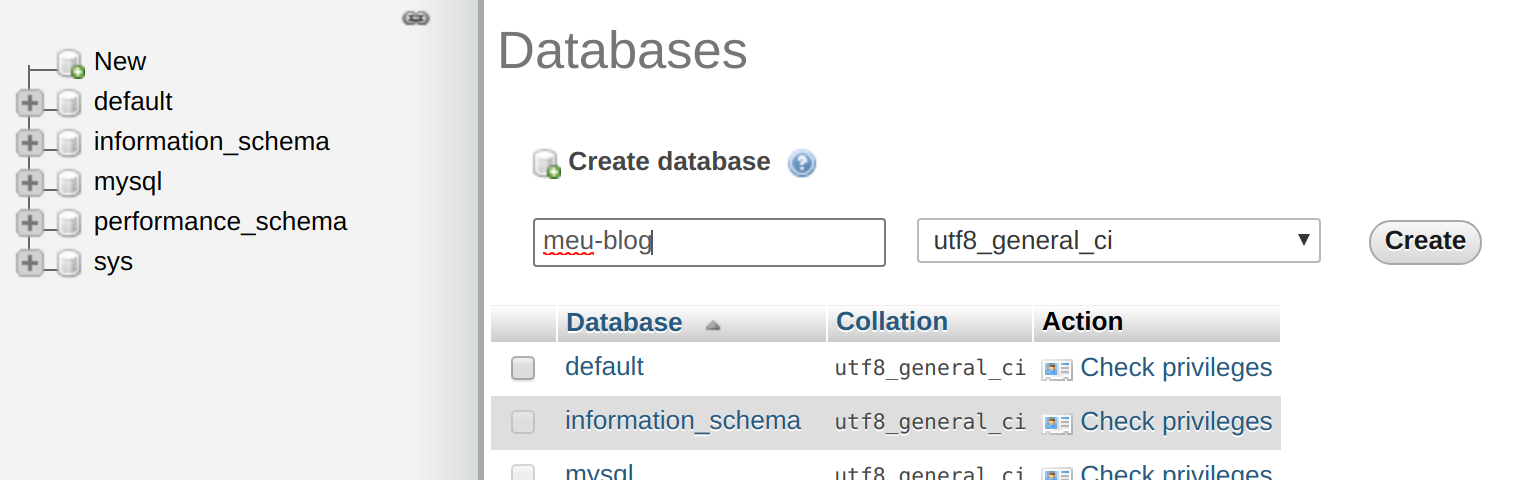 New
default
information_schema
mysql
performance_schema
sys
Databases
Create database
meu-blog
utf8_general_ci
Create
Database Collation Action
default utf8_general_ci Check privileges
information_schema utf8_general_ci Check privileges
mysql utf8_general_ci Check privileges